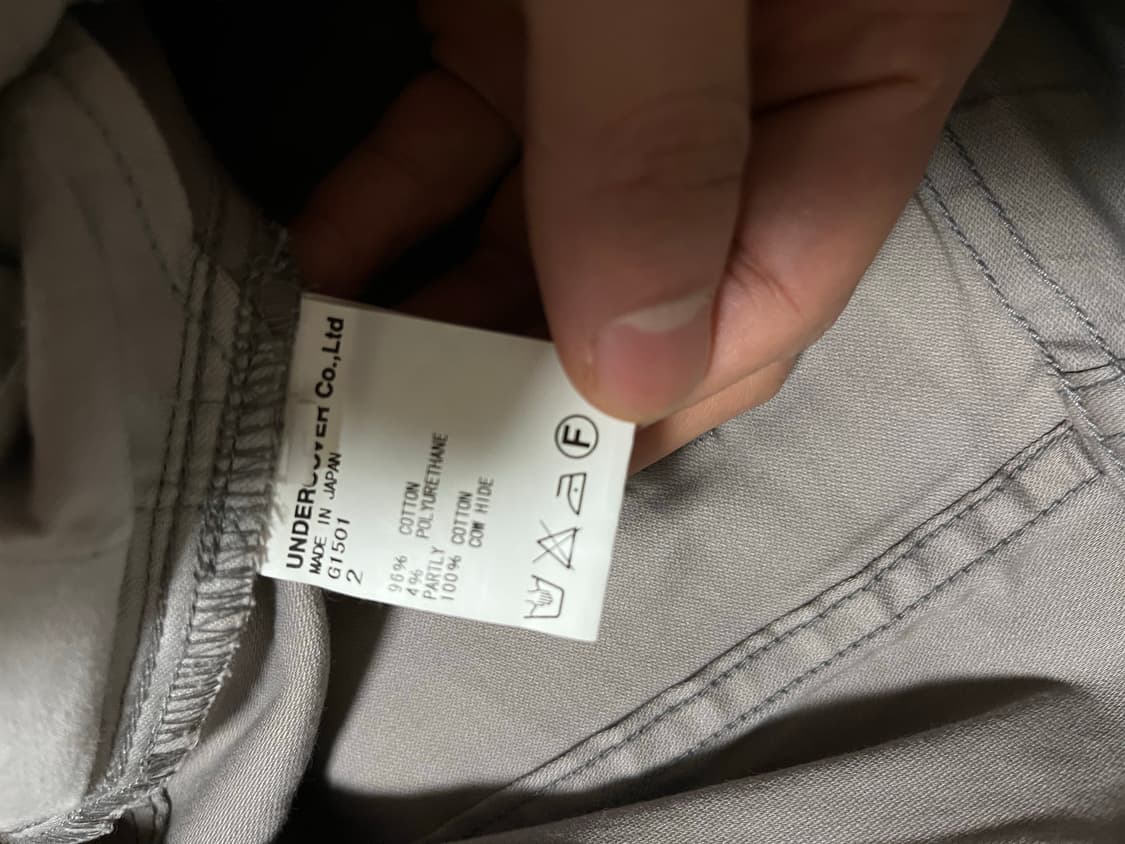 UNDERCOVER Co.,Ltd
MADE IN JAPAN
G1501
2
96% COTTON
4% POLYURETHANE
PARTLY
100% COTTON
COW HIDE
F